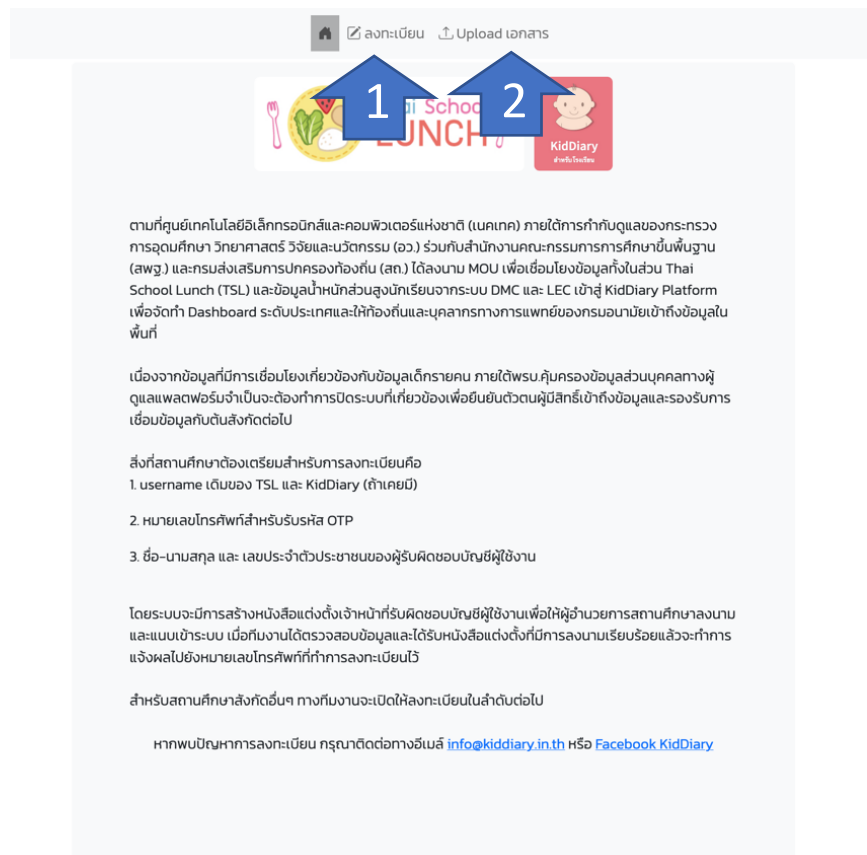 ลงทะเบียน Upload เอกสาร
1 2
School
LUNCH
KidDiary
สำหรับโรงเรียน
ตามที่ศูนย์เทคโนโลยีอิเล็กทรอนิกส์และคอมพิวเตอร์แห่งชาติ (เนคเทค) ภายใต้การกำกับดูแลของกระทรวง
การอุดมศึกษา วิทยาศาสตร์ วิจัยและนวัตกรรม (อว.) ร่วมกับสำนักงานคณะกรรมการการศึกษาขั้นพื้นฐาน
(สพฐ.) และกรมส่งเสริมการปกครองท้องถิ่น (สถ.) ได้ลงนาม MOU เพื่อเชื่อมโยงข้อมูลทั้งในส่วน Thai
School Lunch (TSL) และข้อมูลน้ำหนักส่วนสูงนักเรียนจากระบบ DMC และ LEC เข้าสู่ KidDiary Platform
เพื่อจัดทำ Dashboard ระดับประเทศและให้ท้องถิ่นและบุคลากรทางการแพทย์ของกรมอนามัยเข้าถึงข้อมูลใน
พื้นที่
เนื่องจากข้อมูลที่มีการเชื่อมโยงเกี่ยวข้องกับข้อมูลเด็กรายคน ภายใต้พรบ.คุ้มครองข้อมูลส่วนบุคคลทางผู้
ดูแลแพลตฟอร์มจำเป็นจะต้องทำการปิดระบบที่เกี่ยวข้องเพื่อยืนยันตัวตนผู้มีสิทธิ์เข้าถึงข้อมูลและรองรับการ
เชื่อมข้อมูลกับต้นสังกัดต่อไป
สิ่งที่สถานศึกษาต้องเตรียมสำหรับการลงทะเบียนคือ
1. username เดิมของ TSL และ KidDiary (ถ้าเคยมี)
2. หมายเลขโทรศัพท์สำหรับรับรหัส OTP
3. ชื่อ-นามสกุล และ เลขประจำตัวประชาชนของผู้รับผิดชอบบัญชีผู้ใช้งาน
โดยระบบจะมีการสร้างหนังสือแต่งตั้งเจ้าหน้าที่รับผิดชอบบัญชีผู้ใช้งานเพื่อให้ผู้อำนวยการสถานศึกษาลงนาม
และแนบเข้าระบบ เมื่อทีมงานได้ตรวจสอบข้อมูลและได้รับหนังสือแต่งตั้งที่มีการลงนามเรียบร้อยแล้วจะทำการ
แจ้งผลไปยังหมายเลขโทรศัพท์ที่ทำการลงทะเบียนไว้
สำหรับสถานศึกษาสังกัดอื่นๆ ทางทีมงานจะเปิดให้ลงทะเบียนในลำดับต่อไป
หากพบปัญหาการลงทะเบียน กรุณาติดต่อทางอีเมล์ info@kiddiary.in.th หรือ Facebook KidDiary